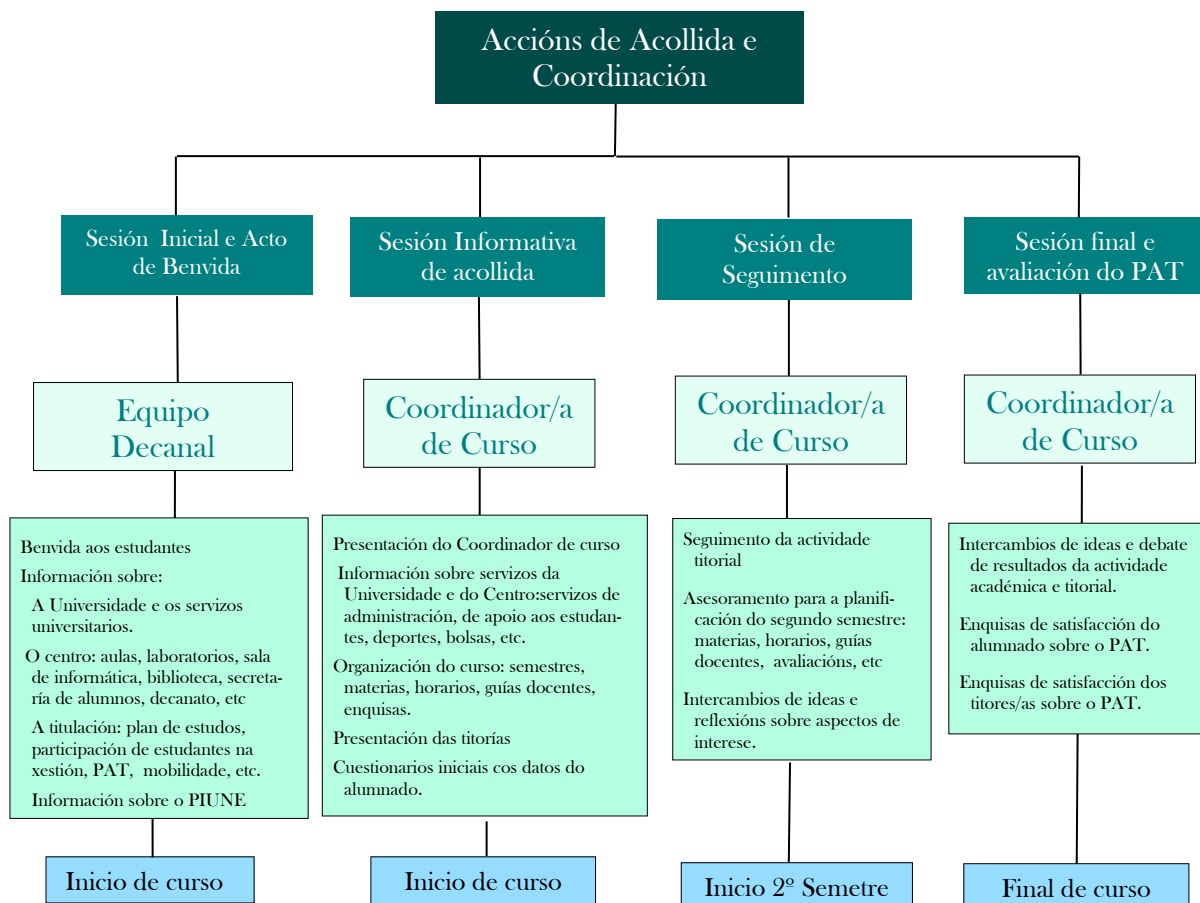 Accións de Acollida e
Coordinación
Sesión Inicial e Acto
de Benvida
Sesión Informativa
de acollida
Sesión de
Seguimento
Sesión final e
avaliación do PAT
Equipo
Decanal
Coordinador/a
de Curso
Coordinador/a
de Curso
Coordinador/a
de Curso
Benvida aos estudantes
Información sobre:
A Universidade e os servizos
universitarios.
O centro: aulas, laboratorios, sala
de informática, biblioteca, secreta-
ría de alumnos, decanato, etc
A titulación: plan de estudos,
participación de estudantes na
xestión, PAT, mobilidade, etc.
Información sobre o PIUNE
Presentación do Coordinador de curso
Información sobre servizos da
Universidade e do Centro:servizos de
administración, de apoio aos estudan-
tes, deportes, bolsas, etc.
Organización do curso: semestres,
materias, horarios, guías docentes,
enquisas.
Presentación das titorías
Cuestionarios iniciais cos datos do
alumnado.
Seguimento da actividade
titorial
Asesoramento para a planifi-
cación do segundo semestre:
materias, horarios, guías
docentes, avaliacións, etc
Intercambios de ideas e
reflexións sobre aspectos de
interese.
Intercambios de ideas e debate
de resultados da actividade
académica e titorial.
Enquisas de satisfacción do
alumnado sobre o PAT.
Enquisas de satisfacción dos
titores/as sobre o PAT.
Inicio de curso
Inicio de curso
Inicio 2º Semetre
Final de curso